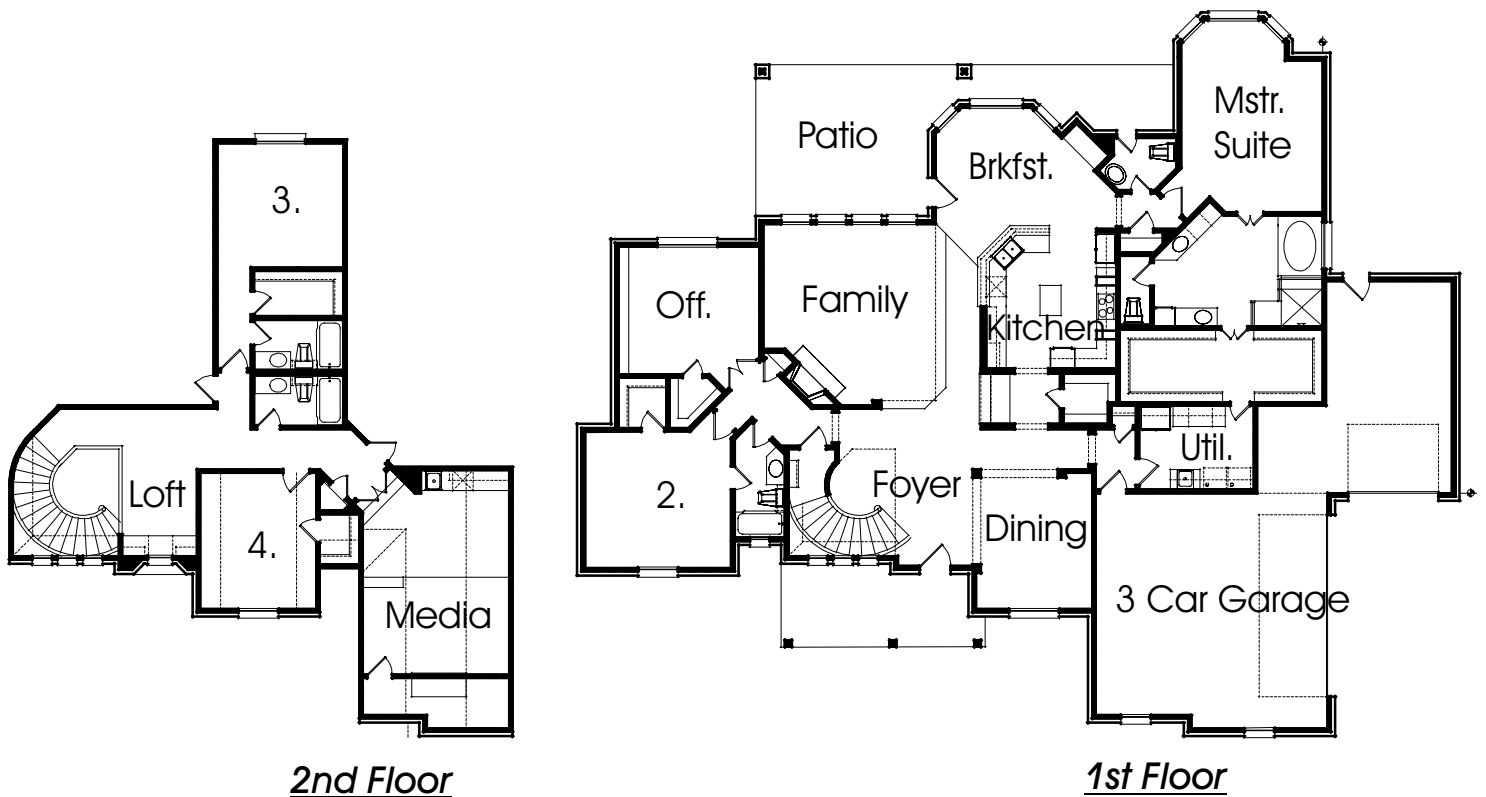 3.
Loft
4.
Media
2nd Floor
Mstr.
Suite
Patio
Brkfst.
Off.
Family
Kitchen
Util.
2.
Foyer
Dining
3 Car Garage
1st Floor